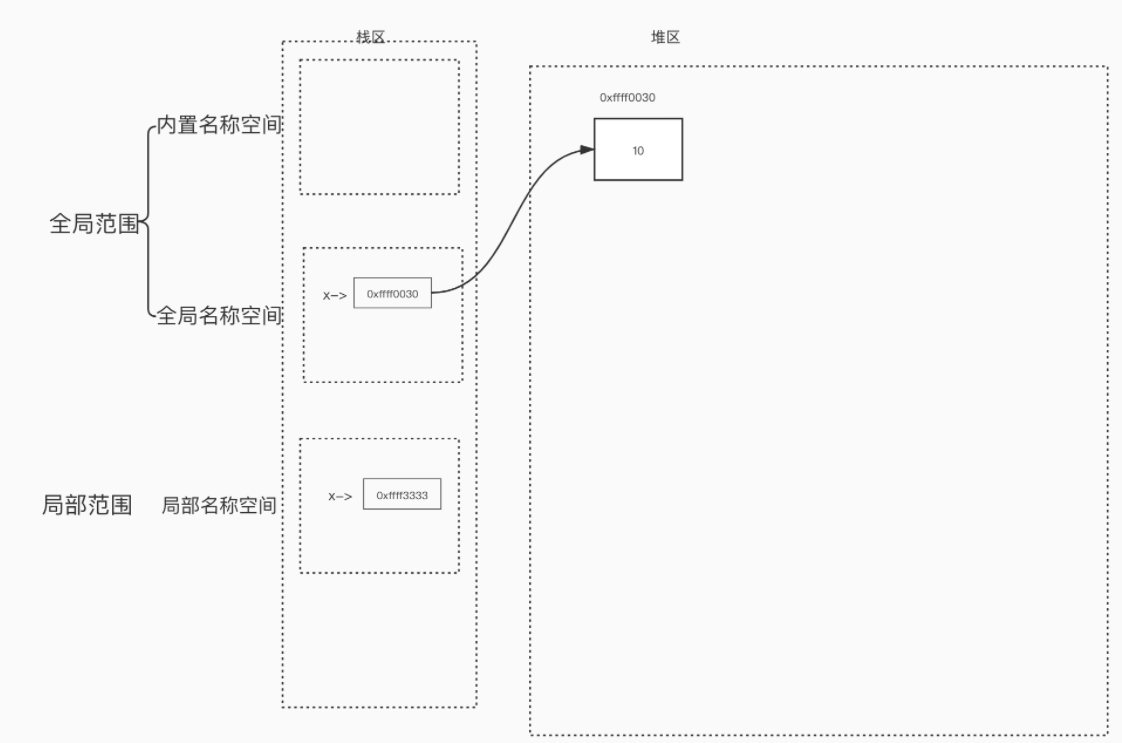 栈区
堆区
0xffff0030
10
内置名称空间
全局范围
x->
0xffff0030
全局名称空间
x->
0xffff3333
局部范围
局部名称空间